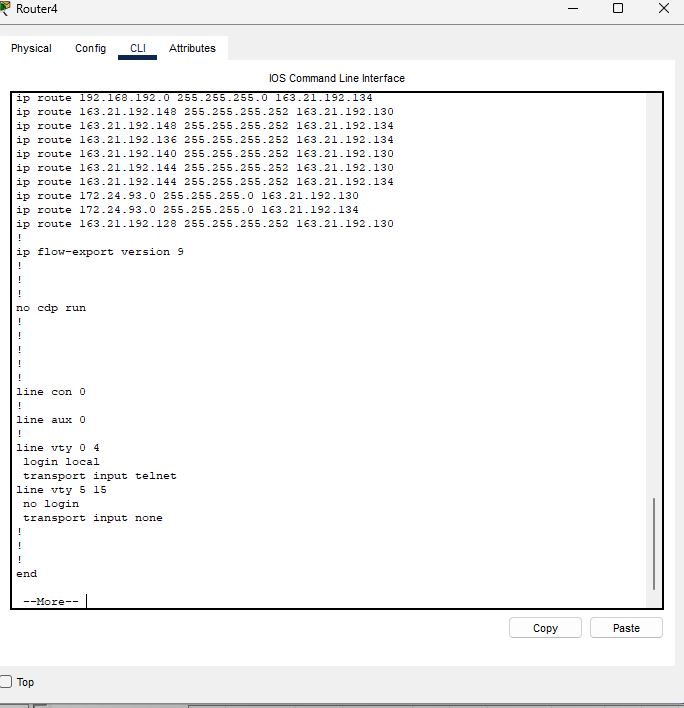 Router4
Physical Config CLI Attributes
IOS Command Line Interface
ip route 192.168.192.0 255.255.255.0 163.21.192.134
ip route 163.21.192.148 255.255.255.252 163.21.192.130
ip route 163.21.192.148 255.255.255.252 163.21.192.134
ip route 163.21.192.136 255.255.255.252 163.21.192.134
ip route 163.21.192.140 255.255.255.252 163.21.192.130
ip route 163.21.192.144 255.255.255.252 163.21.192.130
ip route 163.21.192.144 255.255.255.252 163.21.192.134
ip route 172.24.93.0 255.255.255.0 163.21.192.130
ip route 172.24.93.0 255.255.255.0 163.21.192.134
ip route 163.21.192.128 255.255.255.252 163.21.192.130
!
ip flow-export version 9
!
!
!
no cdp run
!
!
!
!
!
line con 0
!
line aux 0
!
line vty 0 4
 login local
 transport input telnet
line vty 5 15
 no login
 transport input none
!
!
!
end
--More--
Copy Paste
Top